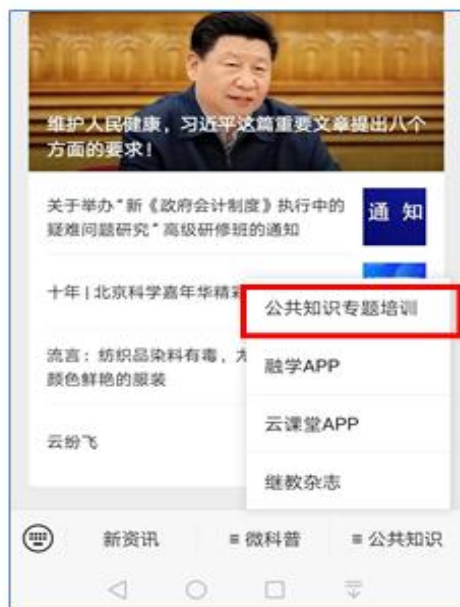 维护人民健康，习近平这篇重要文章提出八个
方面的要求！
关于举办“新《政府会计制度》执行中的
疑难问题研究”高级研修班的通知
通 知
十年 | 北京科学嘉年华精
公共知识专题培训
流言：纺织品染料有毒，
颜色鲜艳的服装
融学APP
云课堂APP
云纷飞
继教杂志
新资讯
≡ 微科普
≡ 公共知识